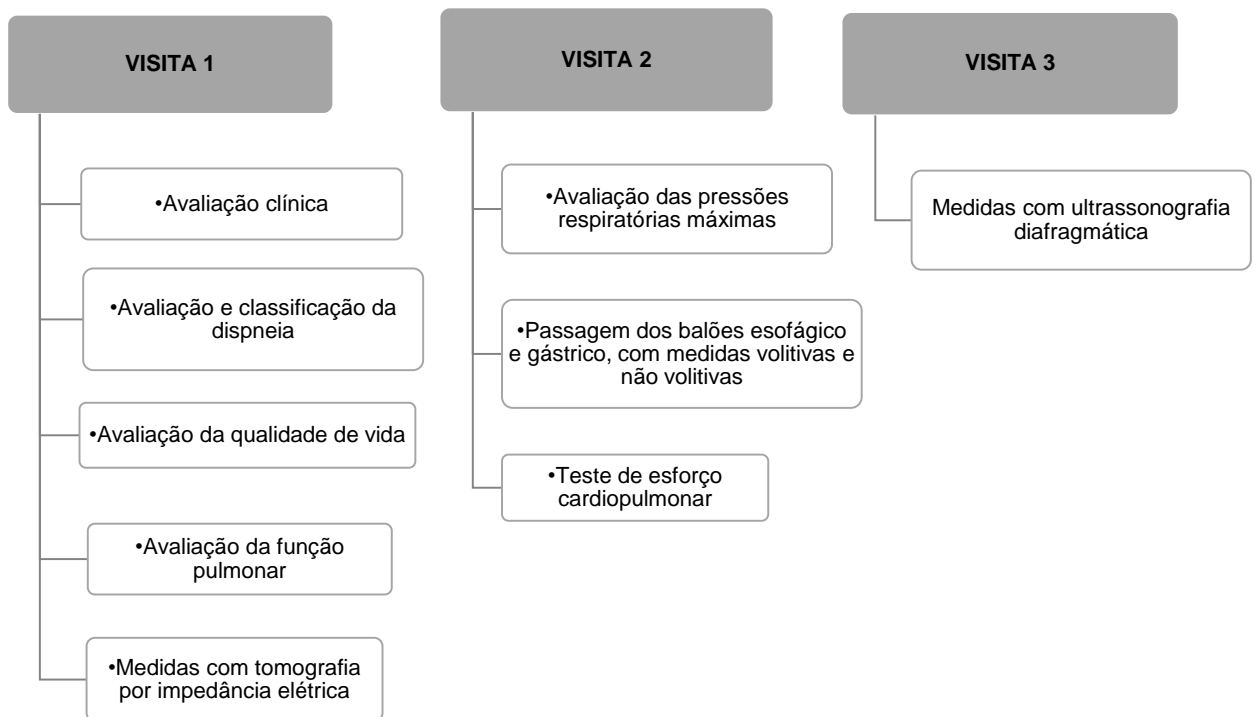 VISITA 1
•Avaliação clínica
•Avaliação e classificação da
dispneia
•Avaliação da qualidade de vida
•Avaliação da função
pulmonar
•Medidas com tomografia
por impedância elétrica
VISITA 2
•Avaliação das pressões
respiratórias máximas
•Passagem dos balões esofágico
e gástrico, com medidas volitivas e
não volitivas
•Teste de esforço
cardiopulmonar
VISITA 3
Medidas com ultrassonografia
diafragmática